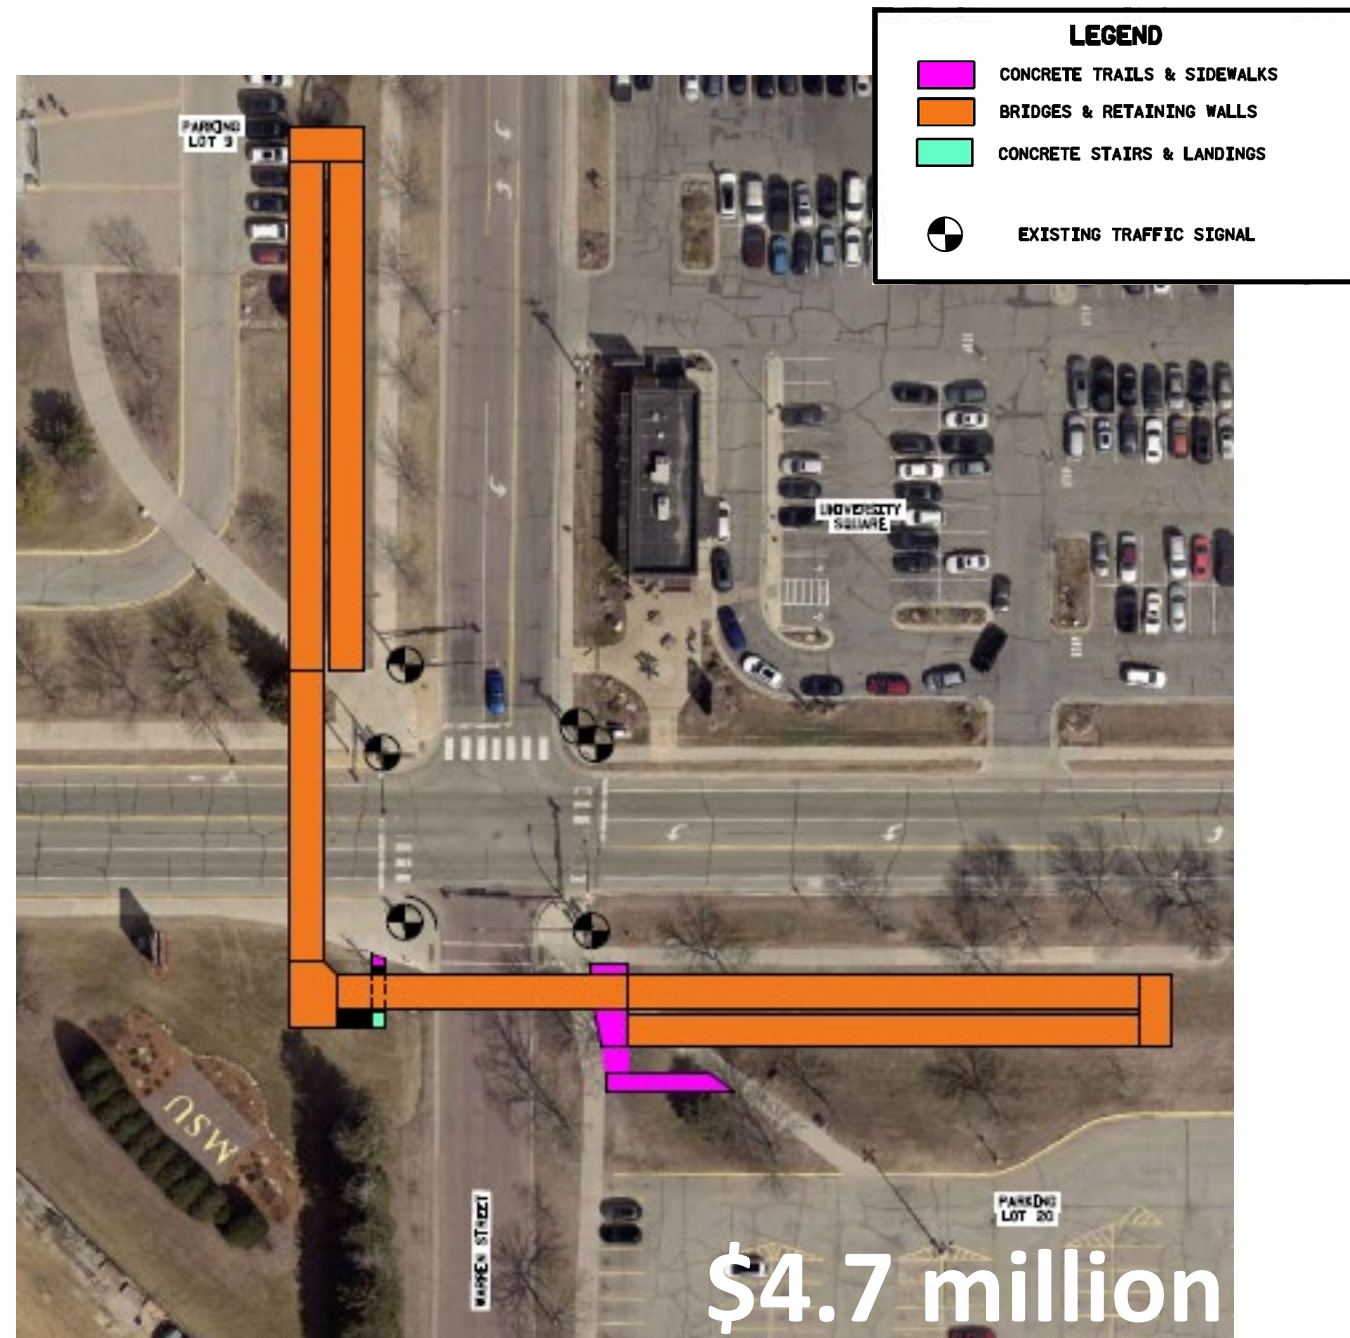 LEGEND
CONCRETE TRAILS & SIDEWALKS
BRIDGES & RETAINING WALLS
CONCRETE STAIRS & LANDINGS
EXISTING TRAFFIC SIGNAL
PARKING
LOT 9
UNIVERSITY
SQUARE
MSU
WARREN STREET
PARKING
LOT 20
$4.7 million